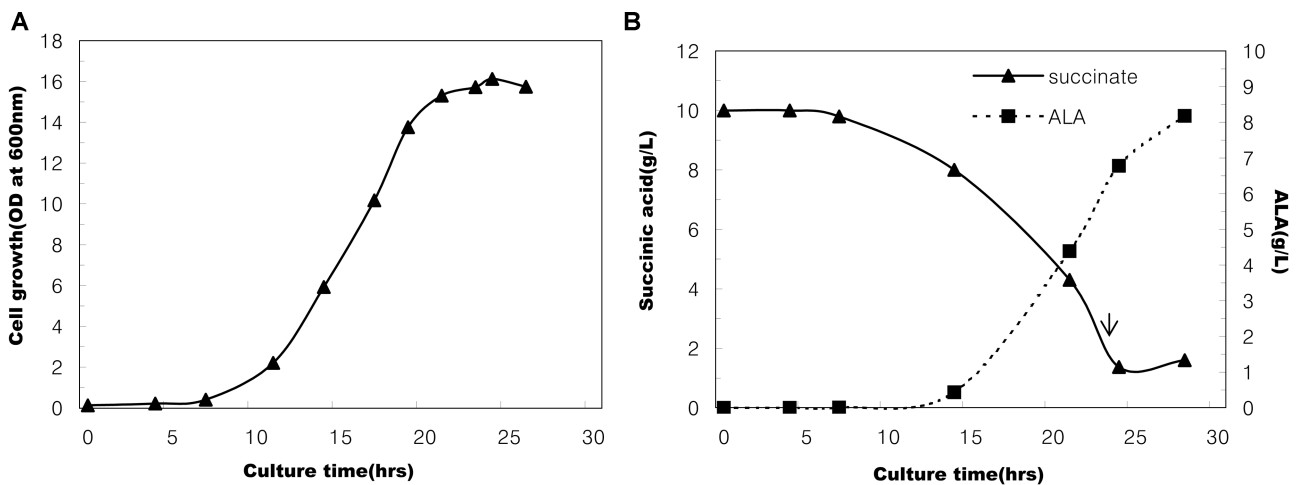 A
Cell growth(OD at 600nm)
18
16
14
12
10
8
6
4
2
0
0 5 10 15 20 25 30
Culture time(hrs)
B
Succinic acid(g/L)
12
10
8
6
4
2
0
succinate
ALA
10
9
8
7
6
5
4
3
2
1
0
ALA(g/L)
0 5 10 15 20 25 30
Culture time(hrs)